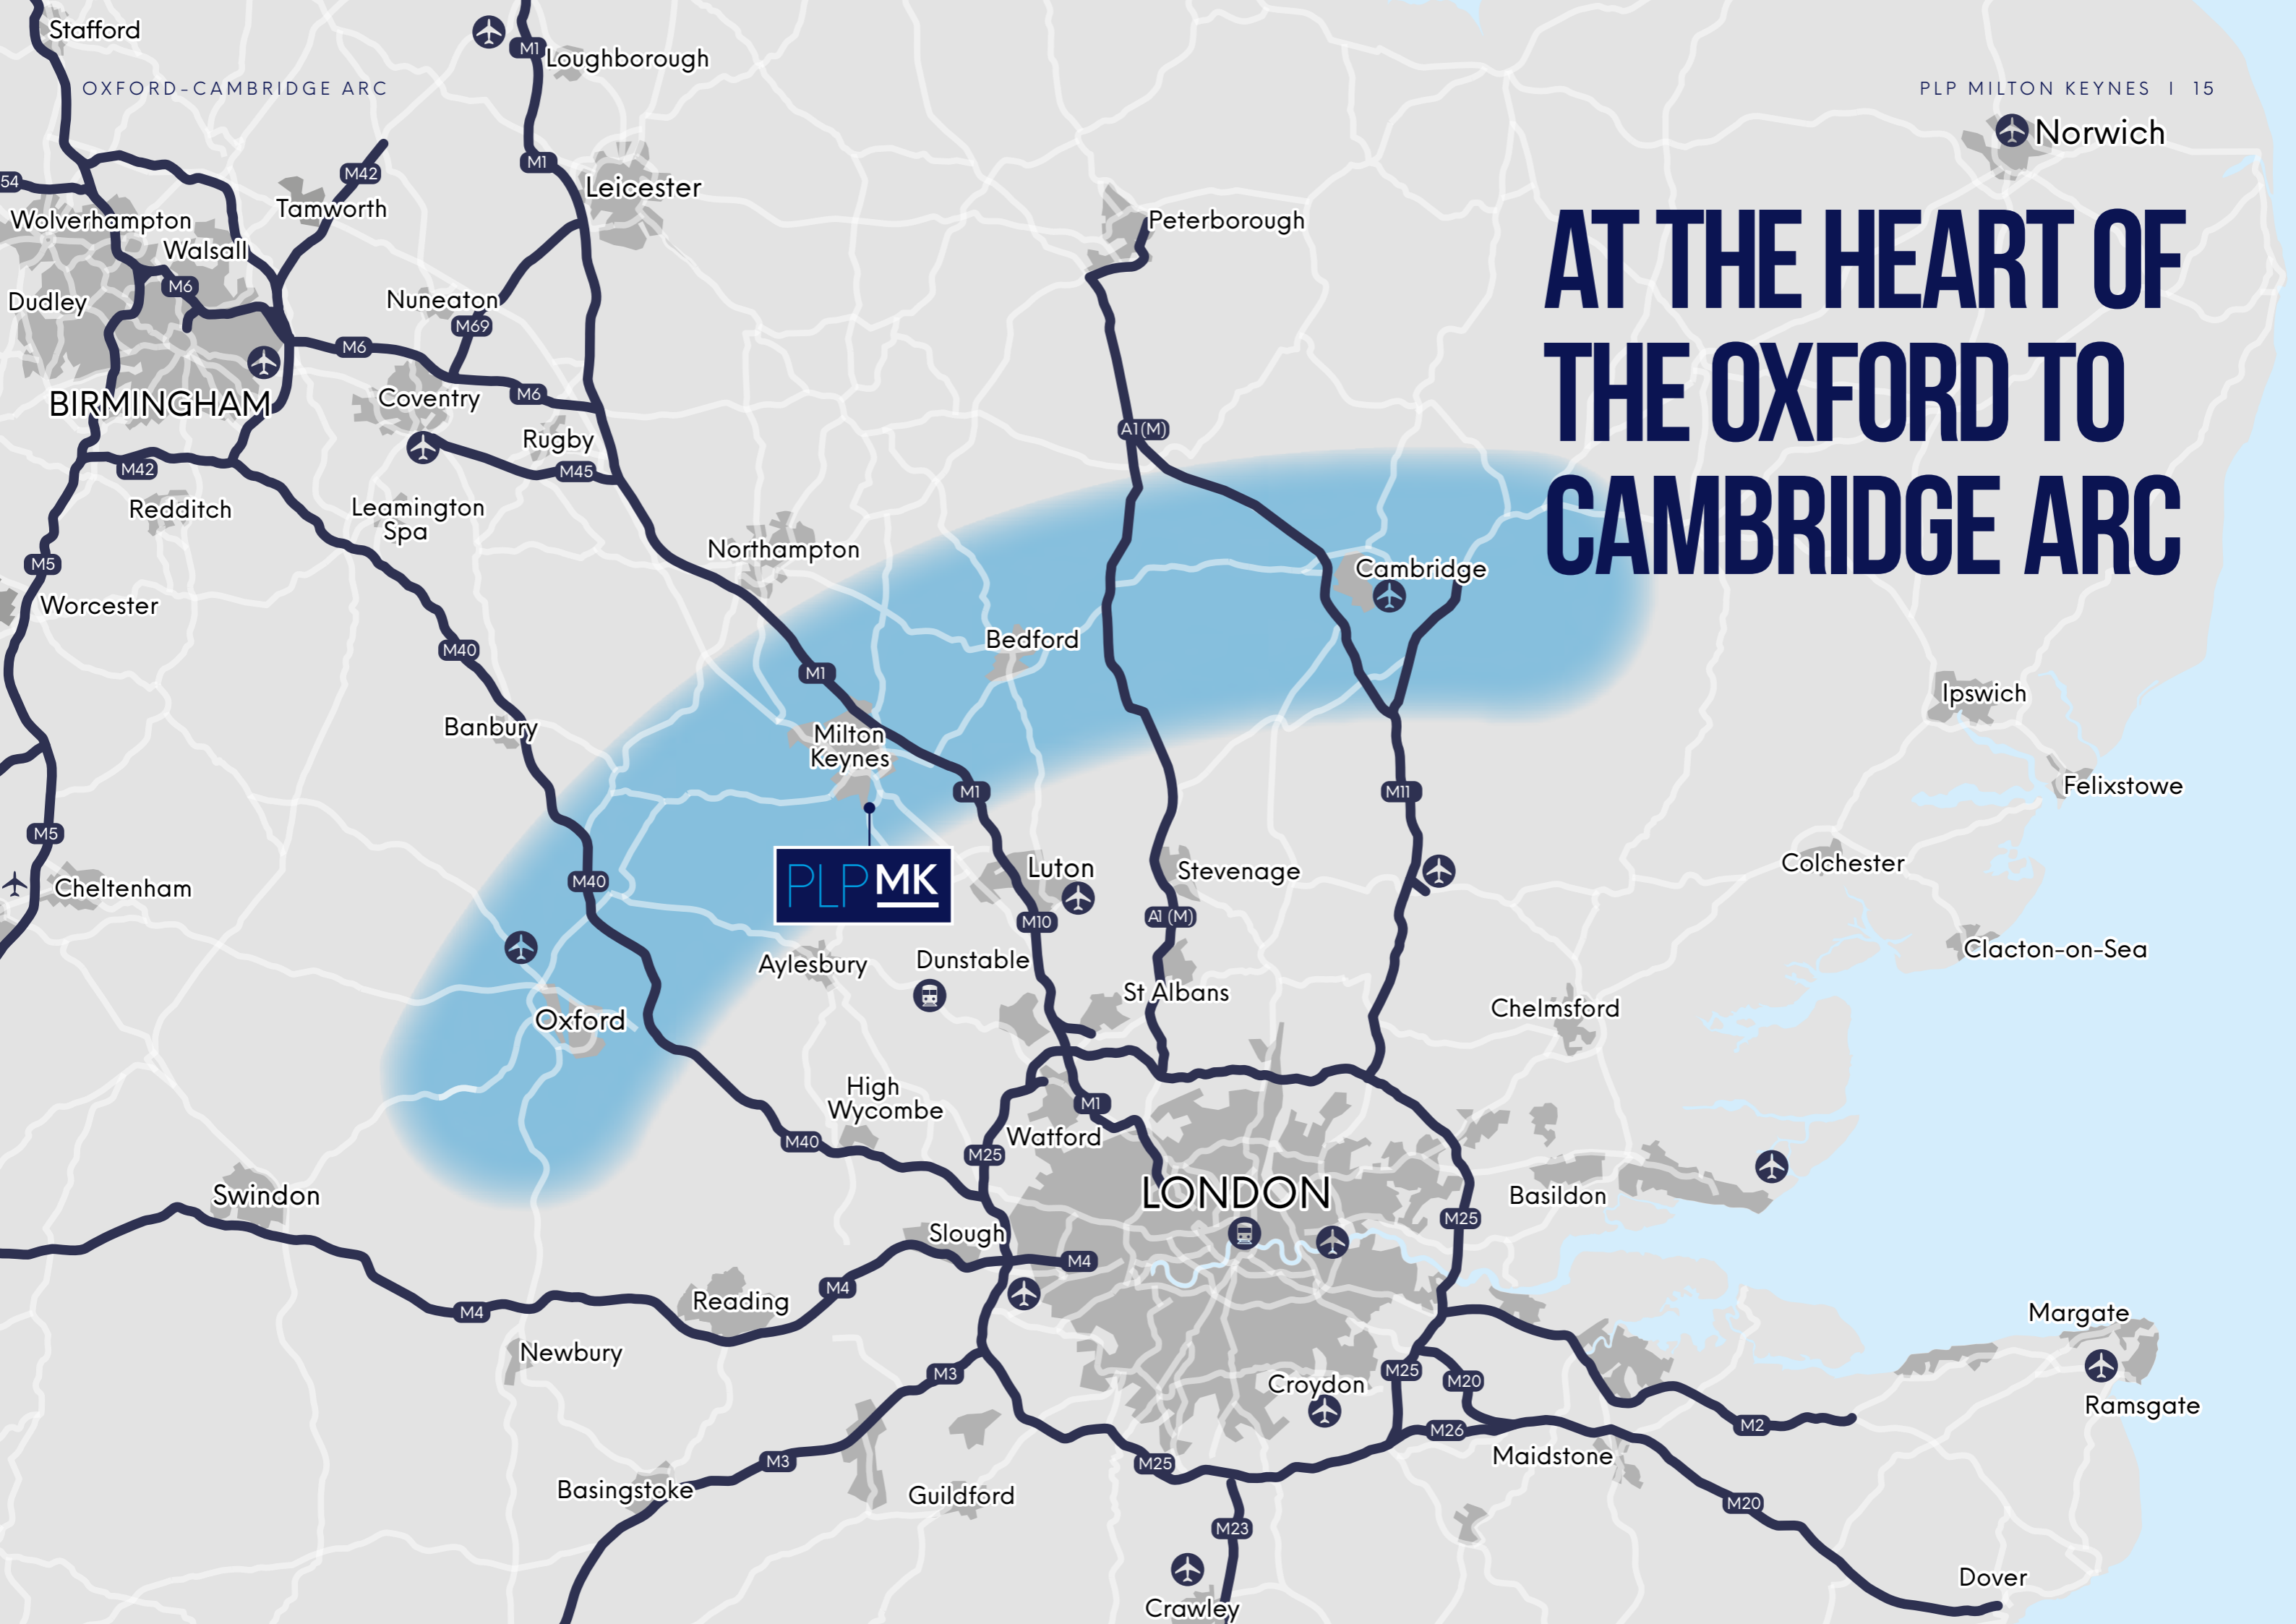 Stafford
M1
Loughborough
OXFORD-CAMBRIDGE ARC
PLP MILTON KEYNES | 15
Norwich
M1
M42
54
Leicester
Tamworth
Wolverhampton
Walsall
Peterborough
AT THE HEART OF
THE OXFORD TO
CAMBRIDGE ARC
M6
Dudley
Nuneaton
M69
M6
M6
BIRMINGHAM
Coventry
A1(M)
Rugby
M45
M42
Redditch
Leamington
Spa
Northampton
M5
Cambridge
Worcester
Bedford
M40
M1
Ipswich
Banbury
Milton
Keynes
Felixstowe
M1
M11
M5
Colchester
Luton
Stevenage
PLP MK
M40
Cheltenham
M10
A1 (M)
Clacton-on-Sea
Dunstable
Aylesbury
St Albans
Chelmsford
Oxford
High
Wycombe
M1
Watford
M40
M25
LONDON
Swindon
Basildon
M25
Slough
M4
M4
Reading
M4
Margate
Newbury
M3
M25
M20
Croydon
Ramsgate
M2
M26
Maidstone
M3
M25
Basingstoke
Guildford
M20
M23
Dover
Crawley